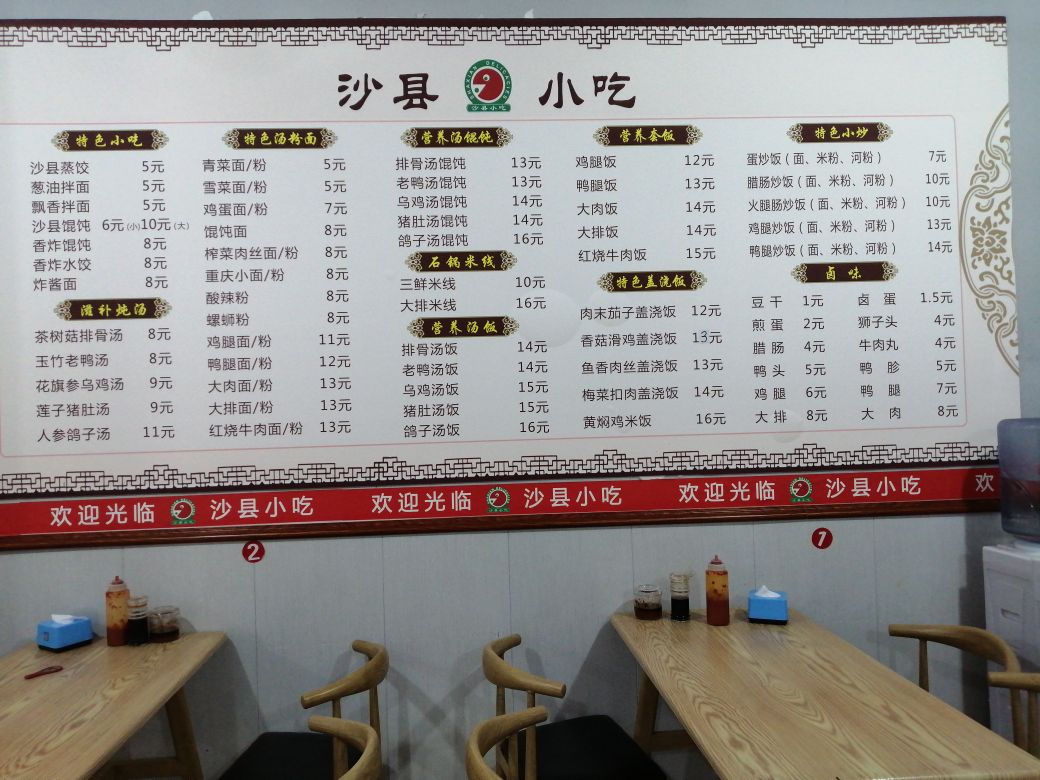 沙县 小吃
SHAXIAN DELICACIES
沙县小吃
特色小吃
沙县蒸饺 5元
葱油拌面 5元
飘香拌面 5元
沙县馄饨 6元(小)10元(大)
香炸馄饨 8元
香炸水饺 8元
炸酱面 8元
滋补炖汤
茶树菇排骨汤 8元
玉竹老鸭汤 8元
花旗参乌鸡汤 9元
莲子猪肚汤 9元
人参鸽子汤 11元
特色汤粉面
青菜面/粉 5元
雪菜面/粉 5元
鸡蛋面/粉 7元
馄饨面 8元
榨菜肉丝面/粉 8元
重庆小面/粉 8元
酸辣粉 8元
螺蛳粉 8元
鸡腿面/粉 11元
鸭腿面/粉 12元
大肉面/粉 13元
大排面/粉 13元
红烧牛肉面/粉 13元
营养汤馄饨
排骨汤馄饨 13元
老鸭汤馄饨 13元
乌鸡汤馄饨 14元
猪肚汤馄饨 14元
鸽子汤馄饨 16元
石锅米线
三鲜米线 10元
大排米线 16元
营养汤饭
排骨汤饭 14元
老鸭汤饭 14元
乌鸡汤饭 15元
猪肚汤饭 15元
鸽子汤饭 16元
营养套饭
鸡腿饭 12元
鸭腿饭 13元
大肉饭 14元
大排饭 14元
红烧牛肉饭 15元
特色盖浇饭
肉末茄子盖浇饭 12元
香菇滑鸡盖浇饭 13元
鱼香肉丝盖浇饭 13元
梅菜扣肉盖浇饭 14元
黄焖鸡米饭 16元
特色小炒
蛋炒饭(面、米粉、河粉) 7元
腊肠炒饭(面、米粉、河粉) 10元
火腿肠炒饭(面、米粉、河粉) 10元
鸡腿炒饭(面、米粉、河粉) 13元
鸭腿炒饭(面、米粉、河粉) 14元
卤味
豆干 1元 卤蛋 1.5元
煎蛋 2元 狮子头 4元
腊肠 4元 牛肉丸 4元
鸭头 5元 鸭胗 5元
鸡腿 6元 鸭腿 7元
大排 8元 大肉 8元
欢迎光临 沙县小吃 欢迎光临 沙县小吃 欢迎光临 沙县小吃 欢
2
1